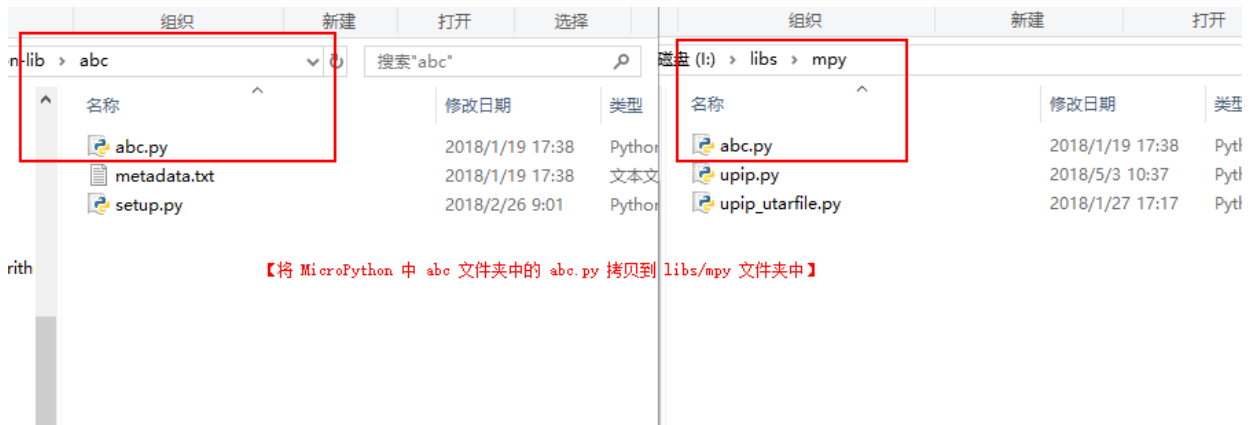 组织 新建 打开 选择
n-lib › abc 搜索"abc"
名称 修改日期 类型
abc.py 2018/1/19 17:38 Python
metadata.txt 2018/1/19 17:38 文本文
setup.py 2018/2/26 9:01 Python
rith
组织 新建 打开
磁盘 (I:) › libs › mpy
名称 修改日期 类型
abc.py 2018/1/19 17:38 Pyth
upip.py 2018/5/3 10:37 Pyth
upip_utarfile.py 2018/1/27 17:17 Pyth
【将 MicroPython 中 abc 文件夹中的 abc.py 拷贝到 libs/mpy 文件夹中】